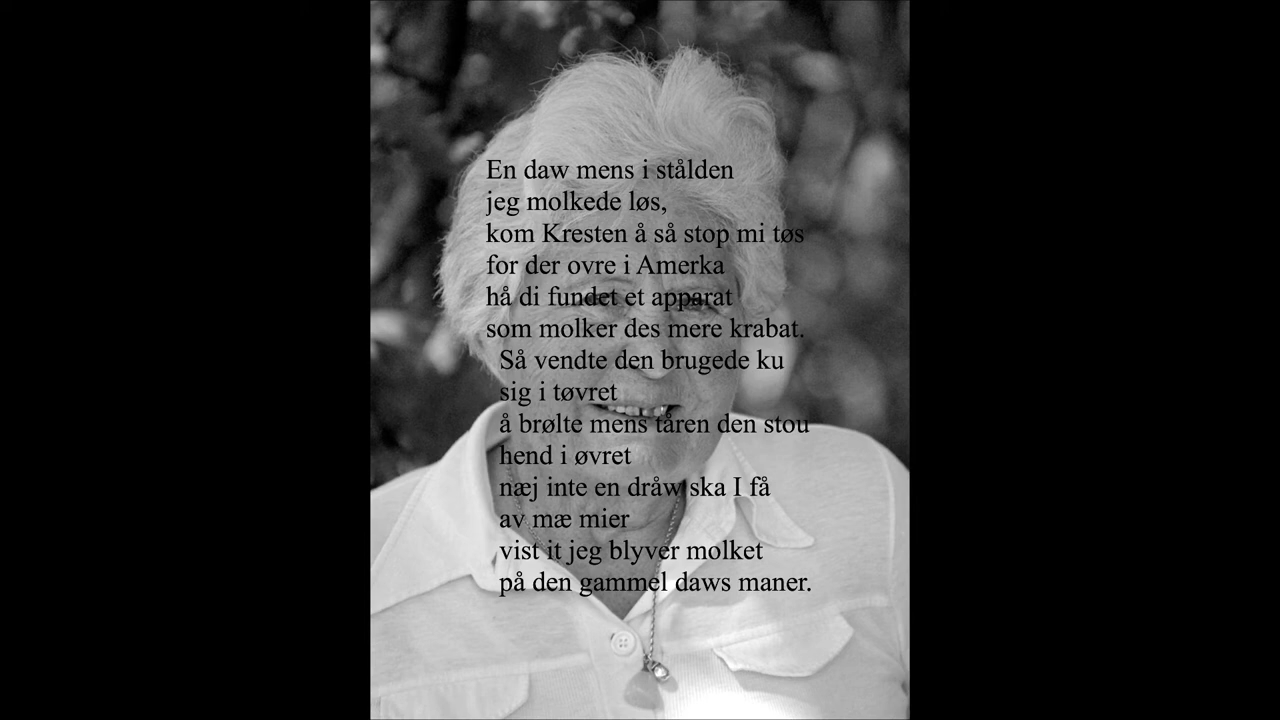 En daw mens i stålden
jeg molkede løs,
kom Kresten å så stop mi tøs
for der ovre i Amerka
hå di fundet et apparat
som molker des mere krabat.
Så vendte den brugede ku
sig i tøvret
å brølte mens tåren den stou
hend i øvret
næj inte en dråw ska I få
av mæ mier
vist it jeg blyver molket
på den gammel daws maner.